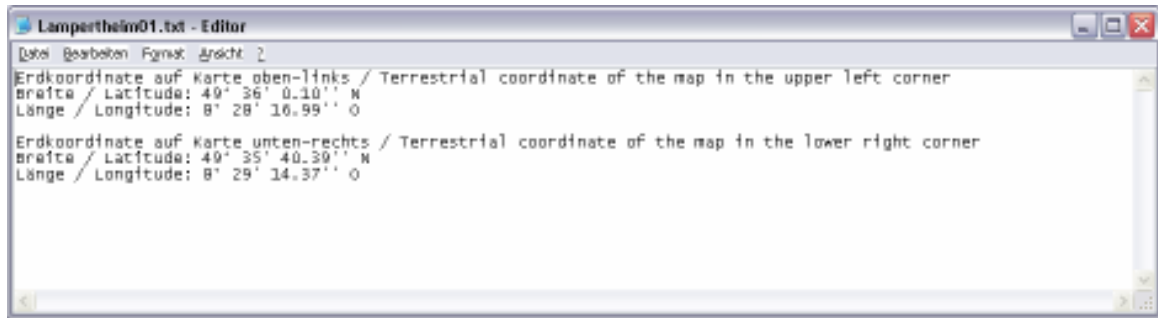 Lampertheim01.txt - Editor
Datei Bearbeiten Format Ansicht ?
Erdkoordinate auf Karte oben-links / Terrestrial coordinate of the map in the upper left corner
Breite / Latitude: 49° 36' 0.10'' N
Länge / Longitude: 8° 28' 16.99'' O
Erdkoordinate auf Karte unten-rechts / Terrestrial coordinate of the map in the lower right corner
Breite / Latitude: 49° 35' 40.39'' N
Länge / Longitude: 8° 29' 14.37'' O